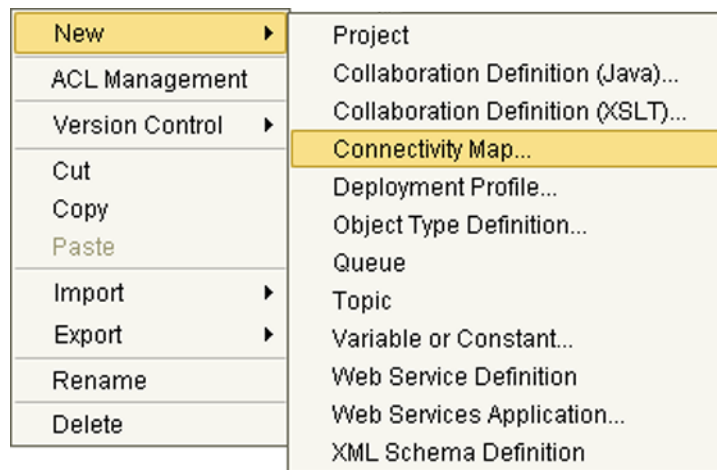 New
ACL Management
Version Control
Cut
Copy
Paste
Import
Export
Rename
Delete
Project
Collaboration Definition (Java)...
Collaboration Definition (XSLT)...
Connectivity Map...
Deployment Profile...
Object Type Definition...
Queue
Topic
Variable or Constant...
Web Service Definition
Web Services Application...
XML Schema Definition